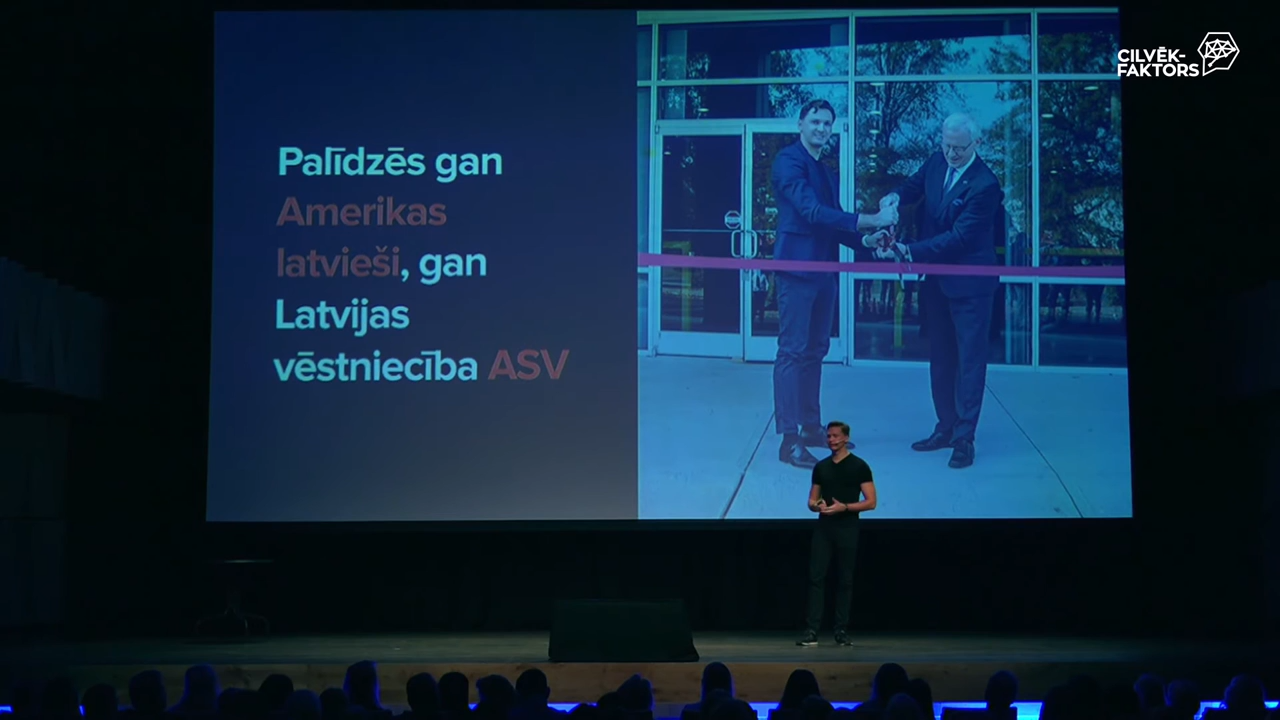 Palīdzēs gan
Amerikas
latvieši, gan
Latvijas
vēstniecība ASV
CILVĒK-
FAKTORS